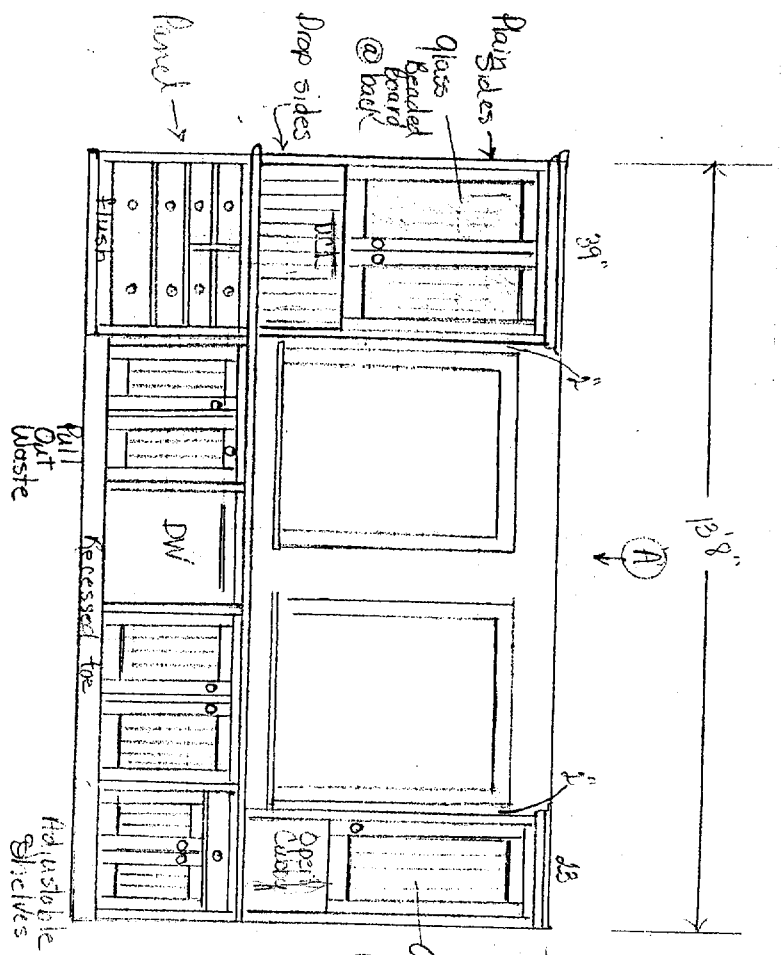 13'8"
A
39"
23
2"
2"
Plain
Sides
glass
Beaded
board
@ back
Drop sides
Panel
Open
Cubby
DW
flush
Recessed toe
Pull
Out
Waste
Adjustable
Shelves